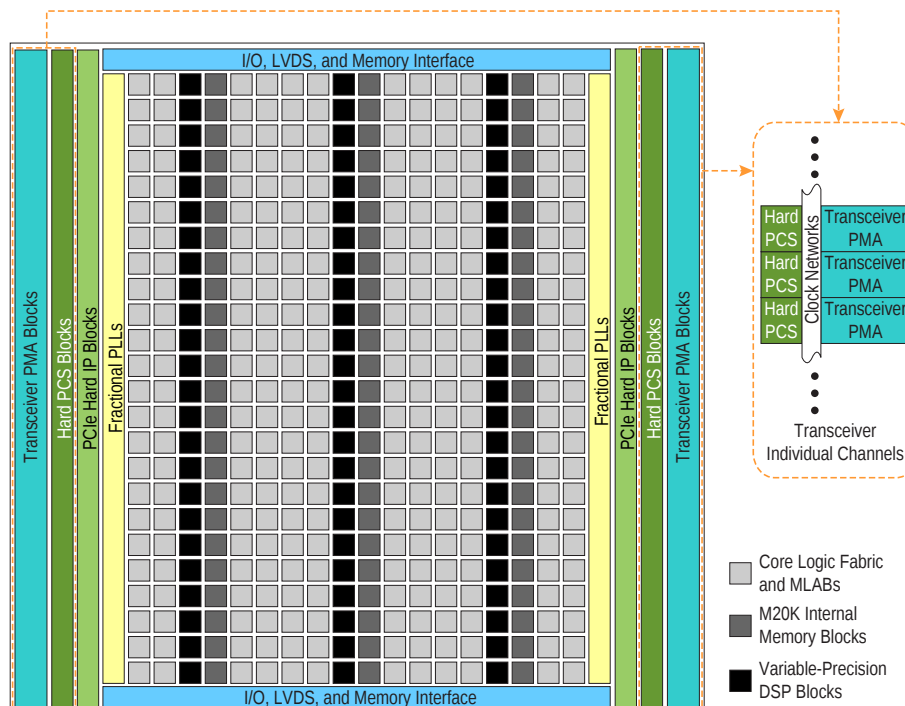 I/O, LVDS, and Memory Interface
Transceiver PMA Blocks
Hard PCS Blocks
PCIe Hard IP Blocks
Fractional PLLs
Fractional PLLs
PCIe Hard IP Blocks
Hard PCS Blocks
Transceiver PMA Blocks
I/O, LVDS, and Memory Interface
Hard
PCS
Hard
PCS
Hard
PCS
Clock Networks
Transceiver
PMA
Transceiver
PMA
Transceiver
PMA
Transceiver
Individual Channels
Core Logic Fabric
and MLABs
M20K Internal
Memory Blocks
Variable-Precision
DSP Blocks